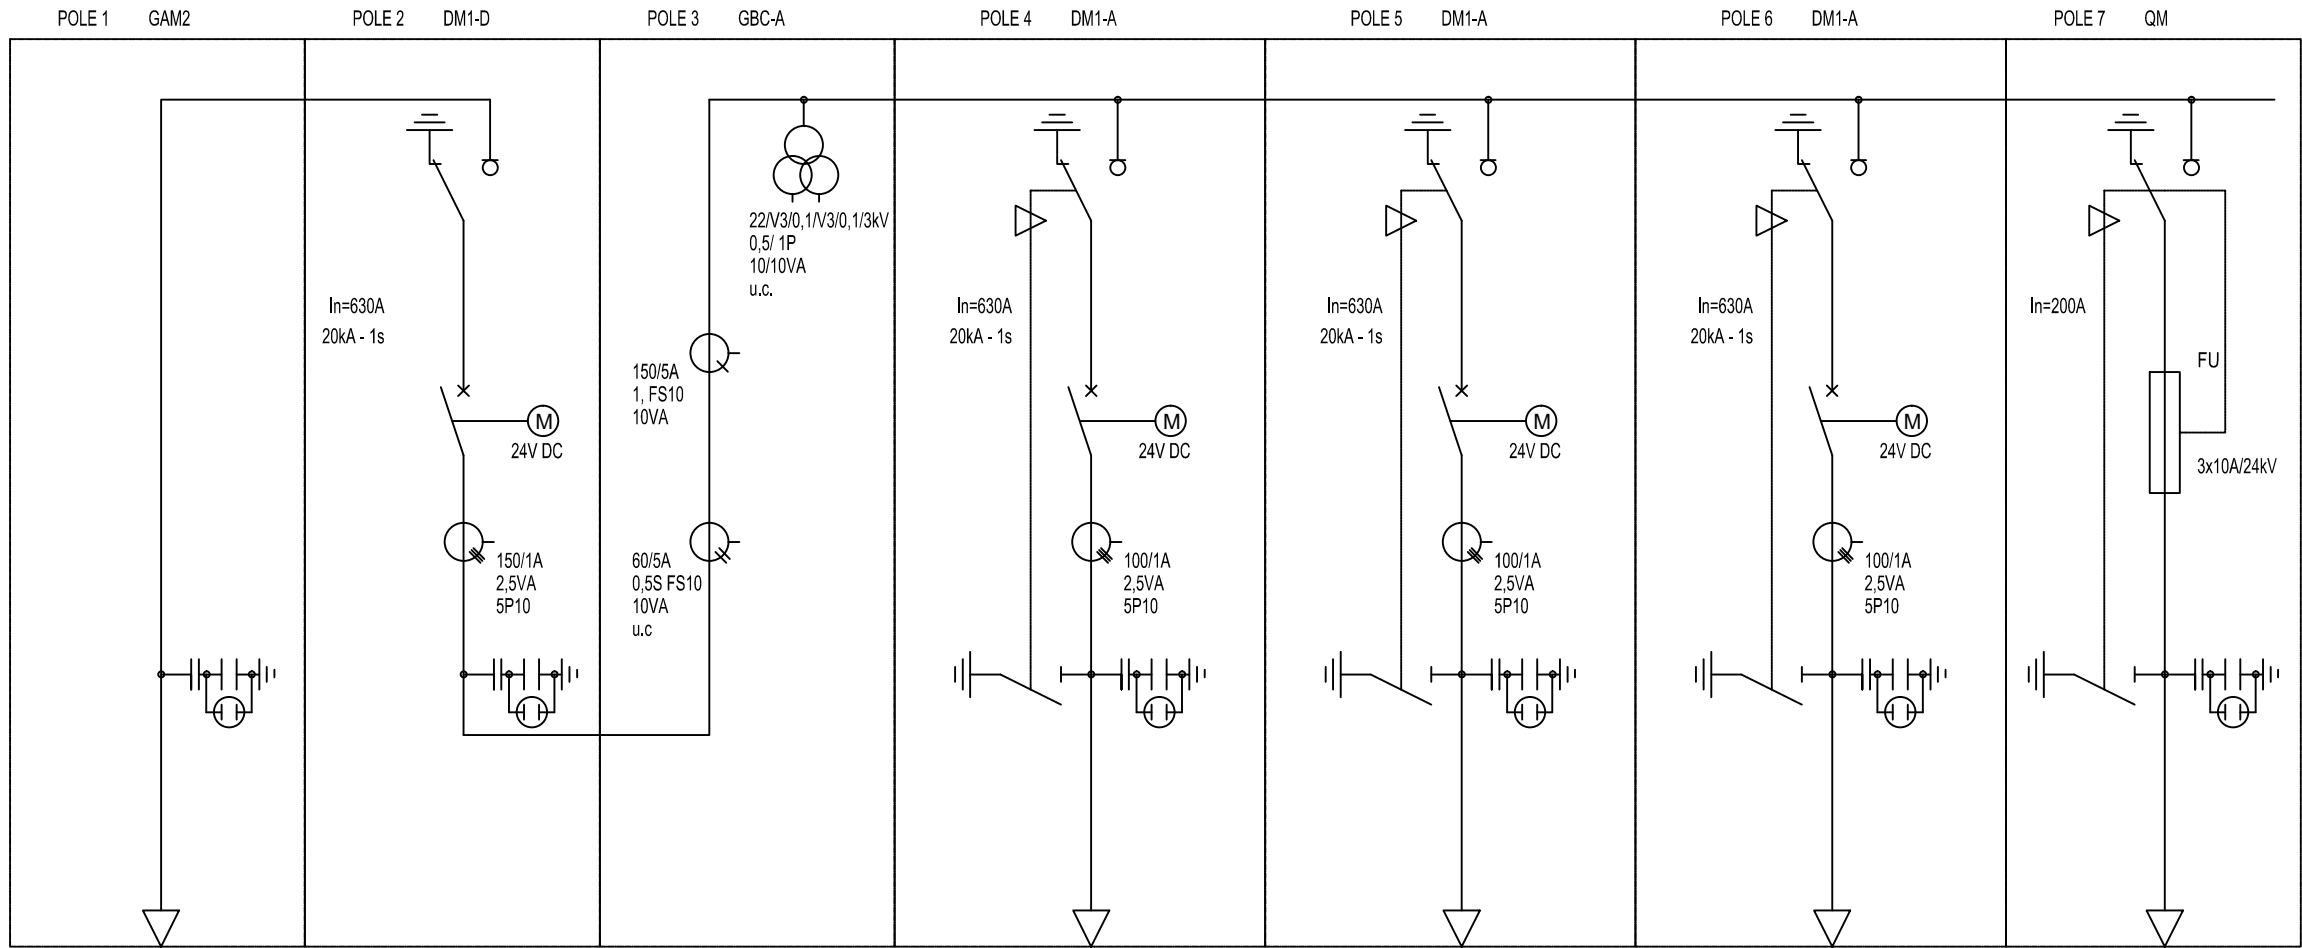 POLE 1 GAM2
POLE 2 DM1-D
POLE 3 GBC-A
POLE 4 DM1-A
POLE 5 DM1-A
POLE 6 DM1-A
POLE 7 QM
In=630A
20kA - 1s
M
24V DC
150/1A
2,5VA
5P10
22/V3/0,1/V3/0,1/3kV
0,5/ 1P
10/10VA
u.c.
150/5A
1, FS10
10VA
60/5A
0,5S FS10
10VA
u.c
In=630A
20kA - 1s
M
24V DC
100/1A
2,5VA
5P10
In=630A
20kA - 1s
M
24V DC
100/1A
2,5VA
5P10
In=630A
20kA - 1s
M
24V DC
100/1A
2,5VA
5P10
In=200A
FU
3x10A/24kV